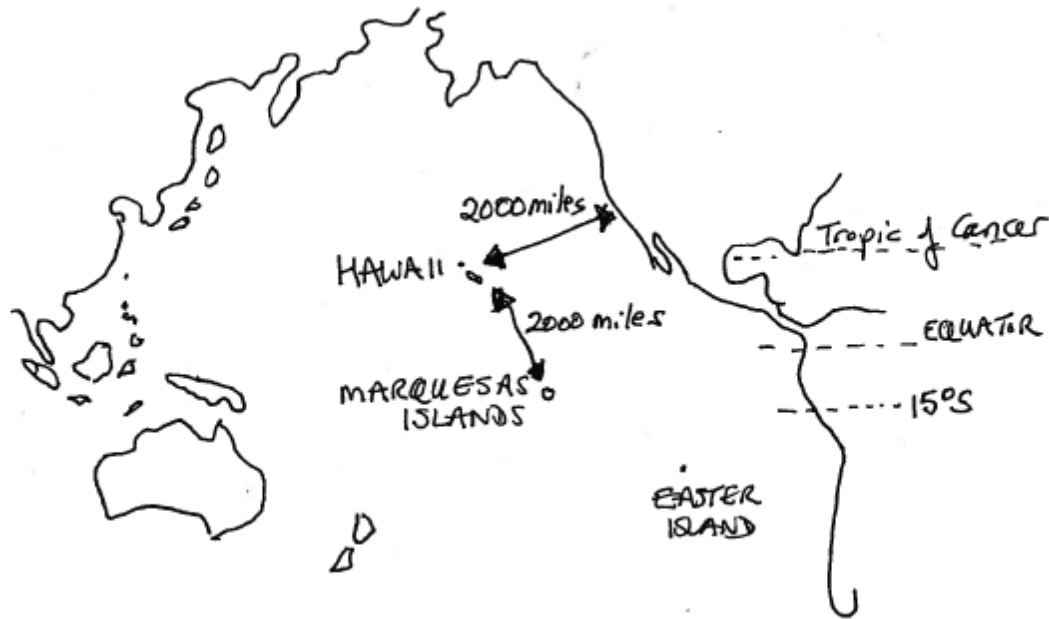 2000 miles
Tropic of Cancer
HAWAII
2000 miles
EQUATOR
MARQUESAS
ISLANDS
15°S
EASTER
ISLAND